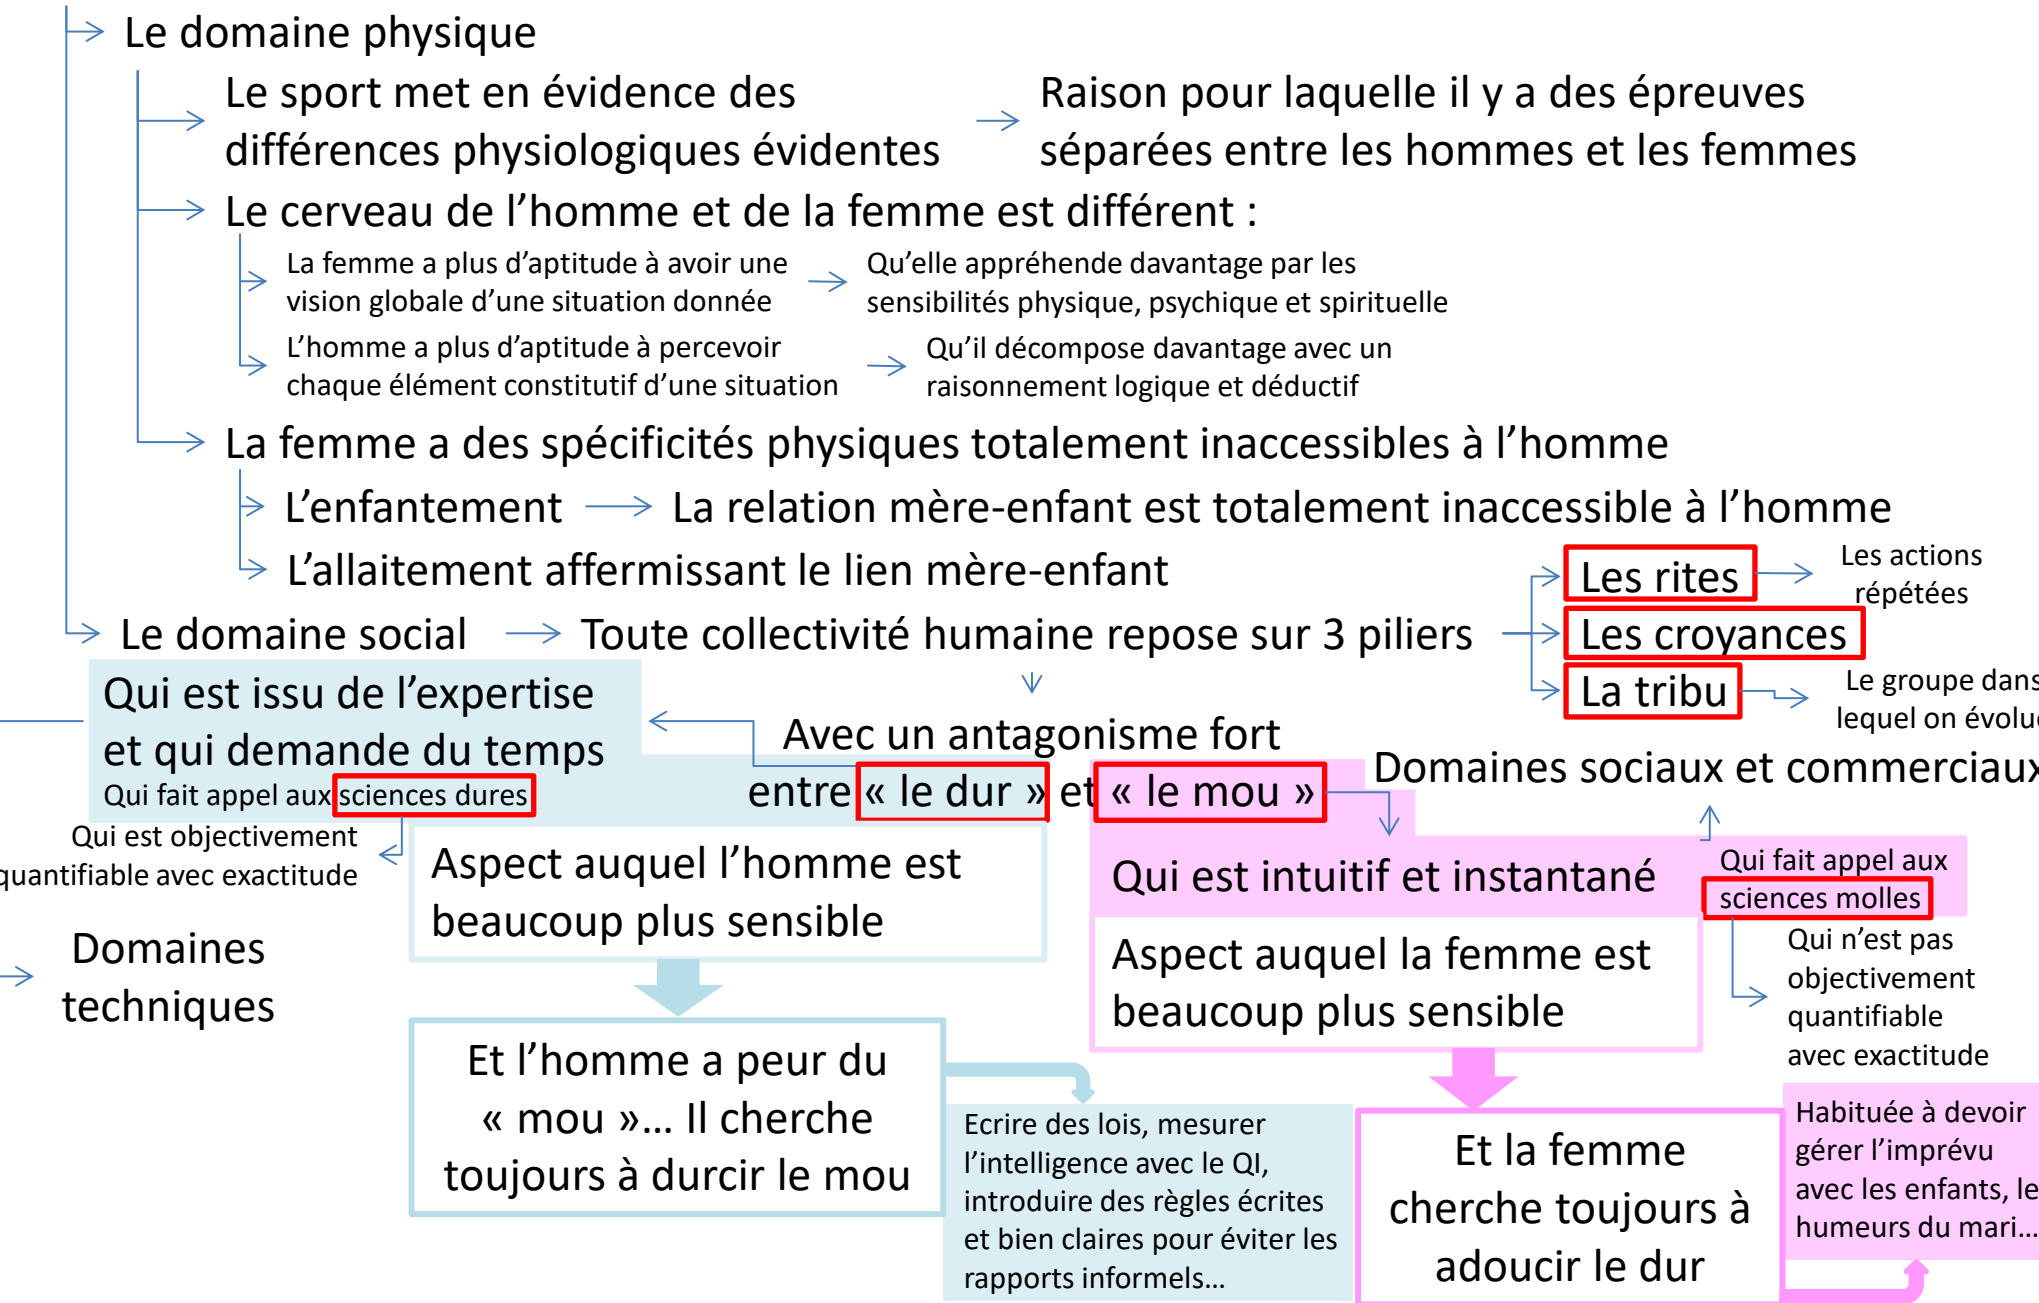 Le domaine physique
Le sport met en évidence des
différences physiologiques évidentes
Raison pour laquelle il y a des épreuves
séparées entre les hommes et les femmes
Le cerveau de l’homme et de la femme est différent :
La femme a plus d’aptitude à avoir une
vision globale d’une situation donnée
Qu’elle appréhende davantage par les
sensibilités physique, psychique et spirituelle
L’homme a plus d’aptitude à percevoir
chaque élément constitutif d’une situation
Qu’il décompose davantage avec un
raisonnement logique et déductif
La femme a des spécificités physiques totalement inaccessibles à l’homme
L’enfantement
La relation mère-enfant est totalement inaccessible à l’homme
L’allaitement affermissant le lien mère-enfant
Le domaine social
Toute collectivité humaine repose sur 3 piliers
Les rites
Les actions
répétées
Les croyances
La tribu
Le groupe dans
lequel on évolue
Avec un antagonisme fort
entre « le dur » et « le mou »
Qui est issu de l’expertise
et qui demande du temps
Qui fait appel aux sciences dures
Qui est objectivement
quantifiable avec exactitude
Domaines
techniques
Aspect auquel l’homme est
beaucoup plus sensible
Et l’homme a peur du
« mou »… Il cherche
toujours à durcir le mou
Ecrire des lois, mesurer
l’intelligence avec le QI,
introduire des règles écrites
et bien claires pour éviter les
rapports informels…
Domaines sociaux et commerciaux
Qui est intuitif et instantané
Qui fait appel aux
sciences molles
Qui n’est pas
objectivement
quantifiable
avec exactitude
Aspect auquel la femme est
beaucoup plus sensible
Et la femme
cherche toujours à
adoucir le dur
Habituée à devoir
gérer l’imprévu
avec les enfants, le
humeurs du mari…